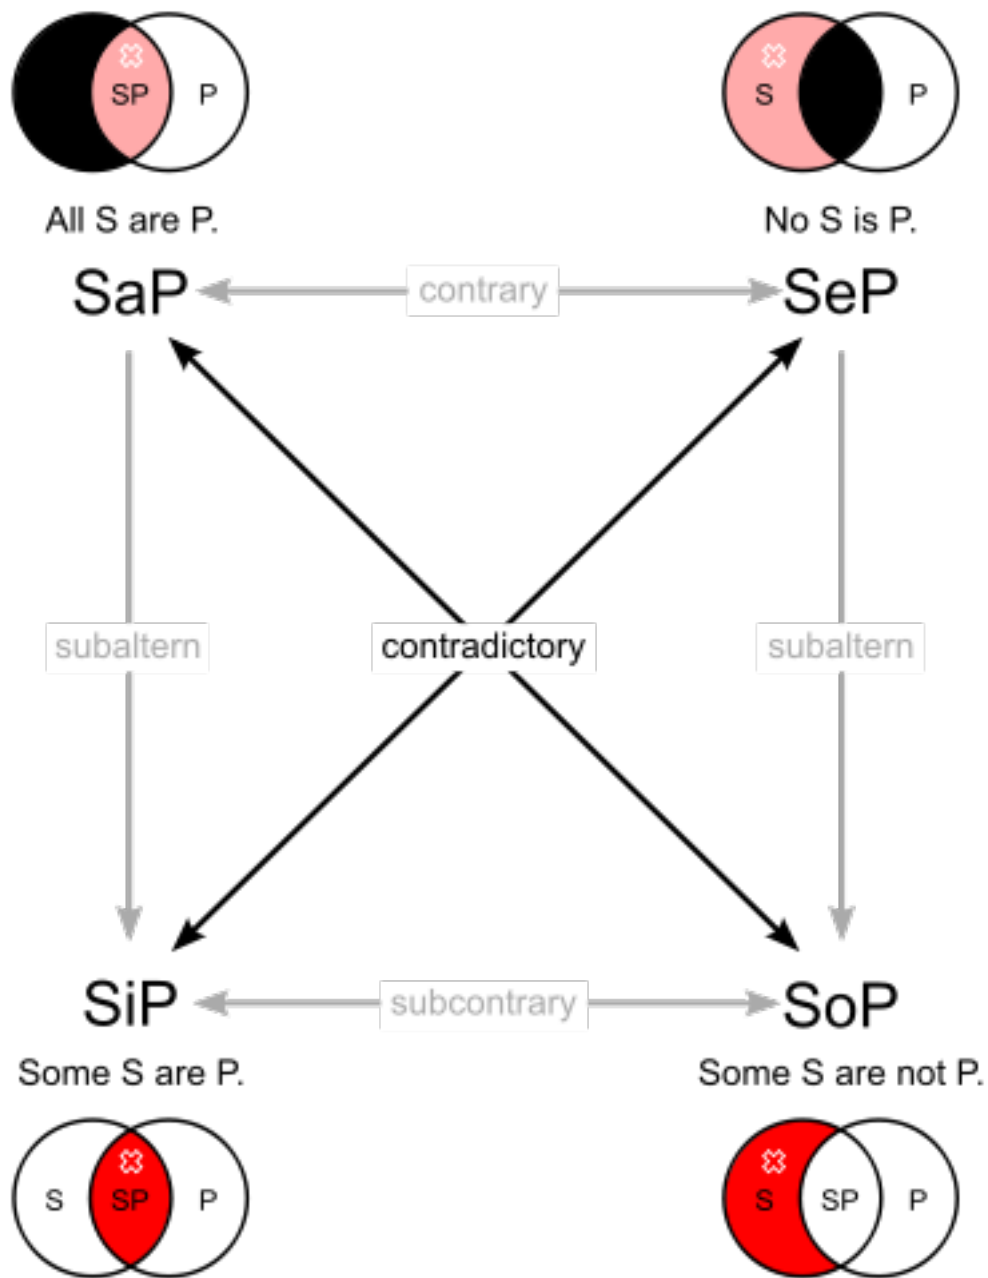 SP P
S P
All S are P.
No S is P.
SaP contrary SeP
subaltern contradictory subaltern
SiP subcontrary SoP
Some S are P.
Some S are not P.
S SP P
S SP P